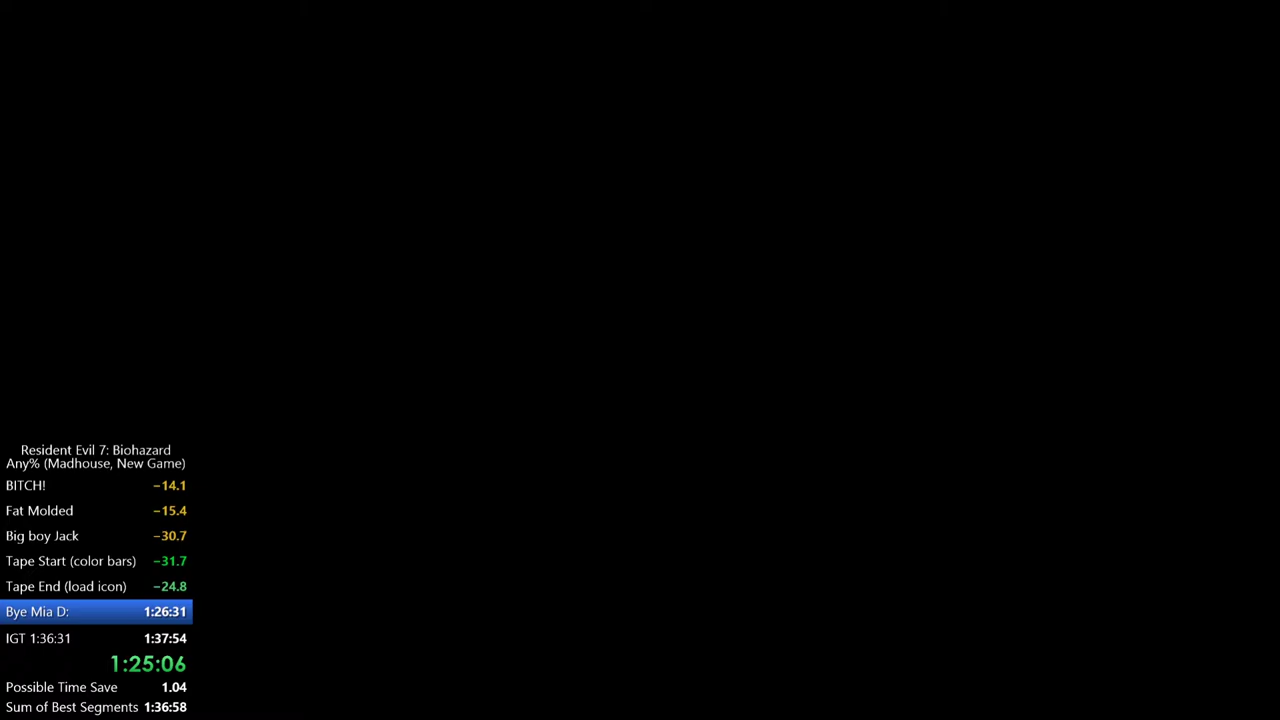 Resident Evil 7: Biohazard
Any% (Madhouse, New Game)
BITCH! −14.1
Fat Molded −15.4
Big boy Jack −30.7
Tape Start (color bars) −31.7
Tape End (load icon) −24.8
Bye Mia D: 1:26:31
IGT 1:36:31 1:37:54
1:25:06
Possible Time Save 1.04
Sum of Best Segments 1:36:58